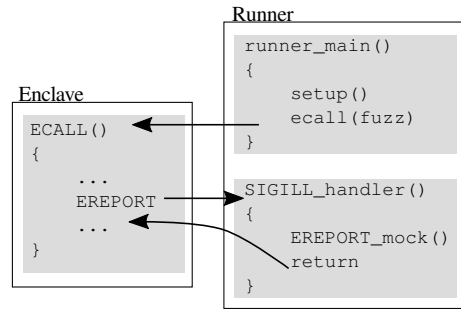 Runner
runner_main()
{
setup()
ecall(fuzz)
}
Enclave
ECALL()
{
...
EREPORT
...
}
SIGILL_handler()
{
EREPORT_mock()
return
}